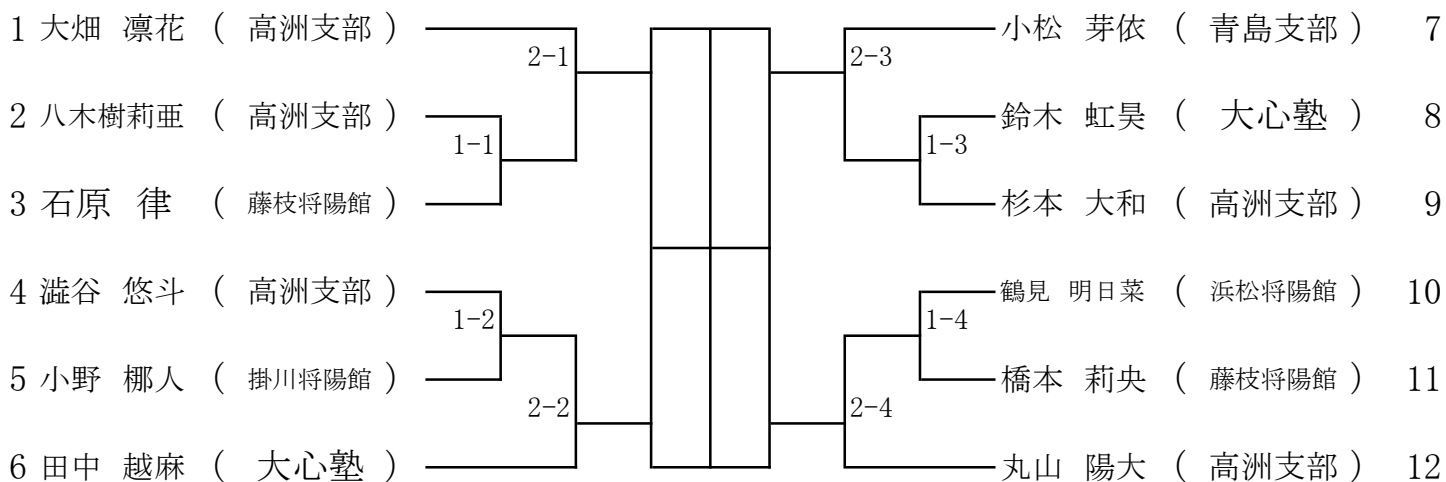 1 大畑 凛花 ( 高洲支部 )
2 八木樹莉亜 ( 高洲支部 )
3 石原 律 ( 藤枝将陽館 )
4 澁谷 悠斗 ( 高洲支部 )
5 小野 梛人 ( 掛川将陽館 )
6 田中 越麻 ( 大心塾 )
2-1
1-1
1-2
2-2
2-3
1-3
1-4
2-4
小松 芽依 ( 青島支部 ) 7
鈴木 虹昊 ( 大心塾 ) 8
杉本 大和 ( 高洲支部 ) 9
鶴見 明日菜 ( 浜松将陽館 ) 10
橋本 莉央 ( 藤枝将陽館 ) 11
丸山 陽大 ( 高洲支部 ) 12